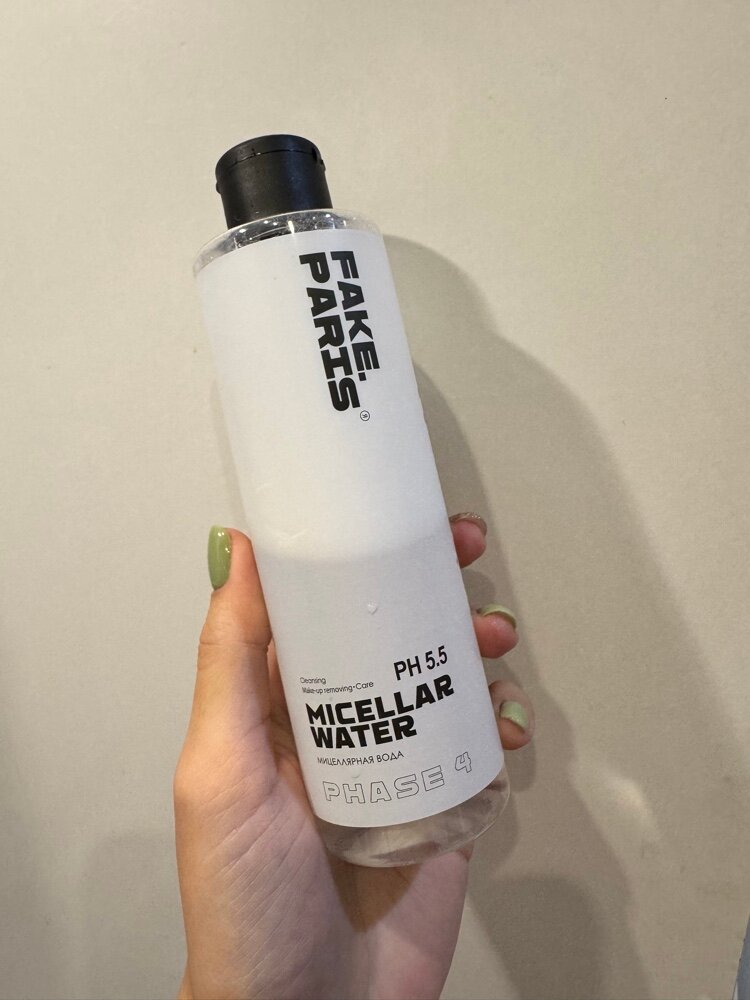 FAKE.
PARIS®
PH 5.5
Cleansing
Make-up removing•Care
MICELLAR
WATER
МИЦЕЛЛЯРНАЯ ВОДА
PHASE 4